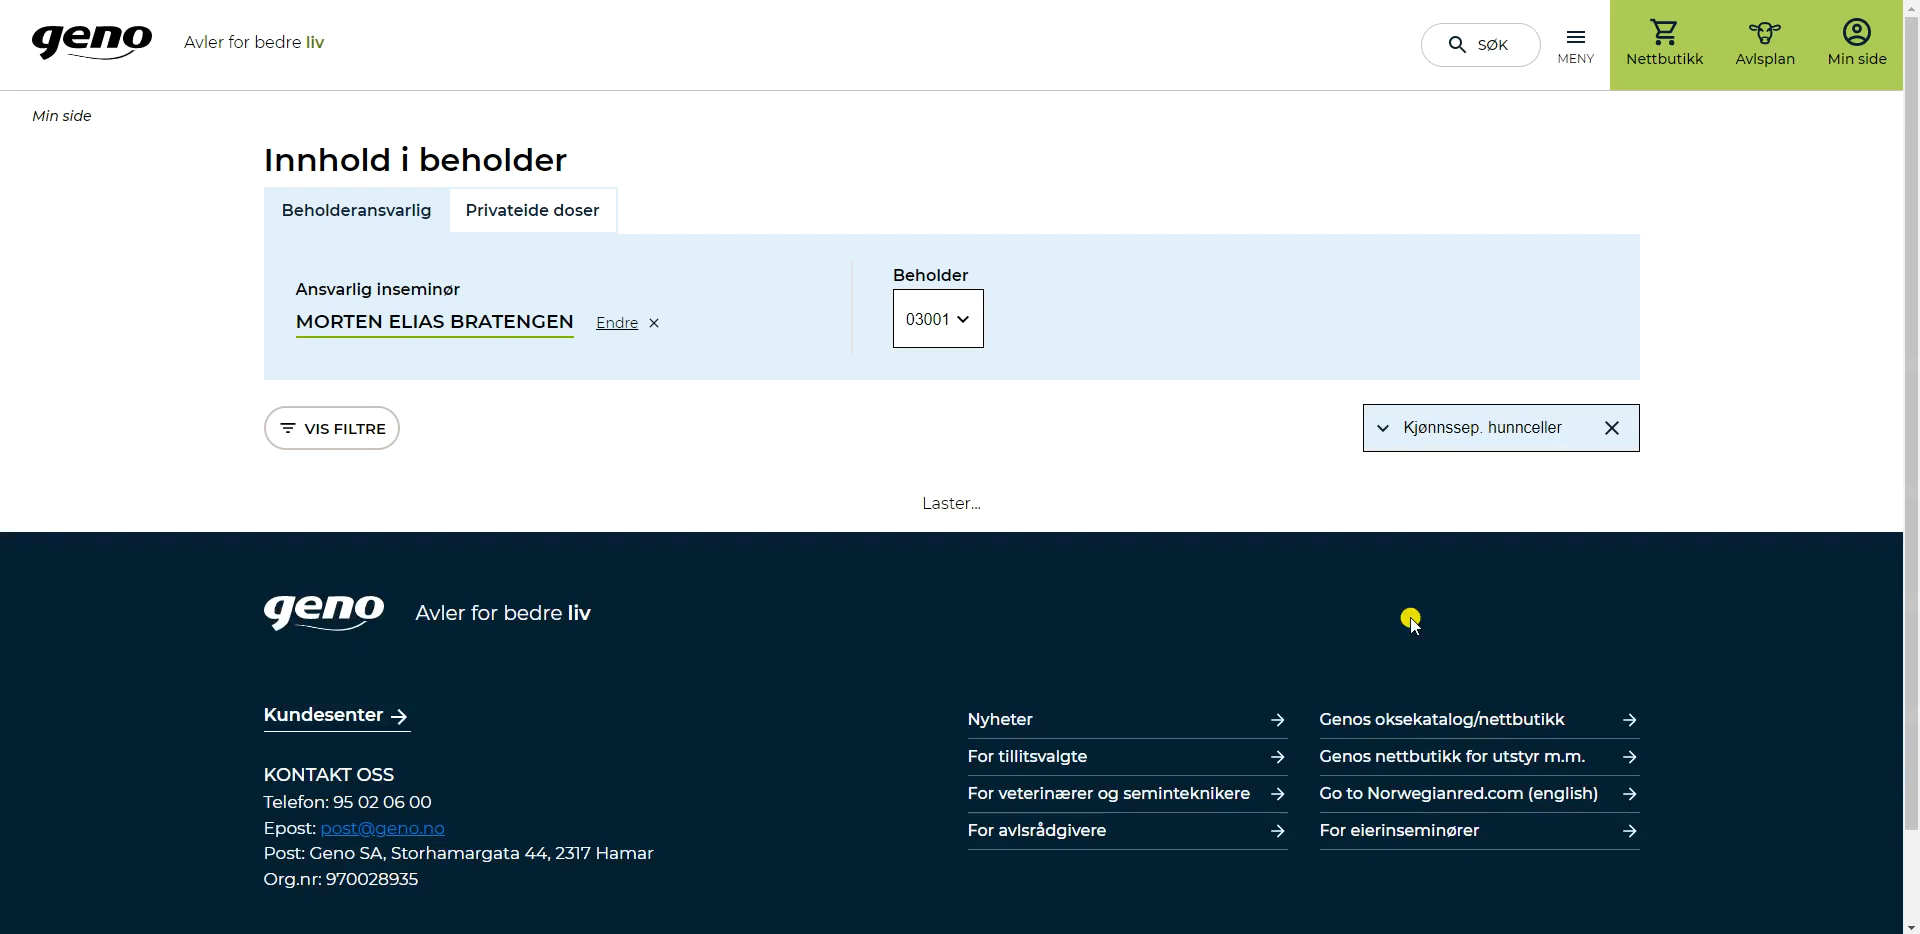 geno
Avler for bedre liv
SØK
MENY
Nettbutikk
Avlsplan
Min side
Min side
Innhold i beholder
Beholderansvarlig
Privateide doser
Ansvarlig inseminør
MORTEN ELIAS BRATENGEN
Endre
Beholder
03001
VIS FILTRE
Kjønnssep. hunnceller
Laster...
geno
Avler for bedre liv
Kundesenter
KONTAKT OSS
Telefon: 95 02 06 00
Epost: post@geno.no
Post: Geno SA, Storhamargata 44, 2317 Hamar
Org.nr: 970028935
Nyheter
For tillitsvalgte
For veterinærer og seminteknikere
For avlsrådgivere
Genos oksekatalog/nettbutikk
Genos nettbutikk for utstyr m.m.
Go to Norwegianred.com (english)
For eierinseminører